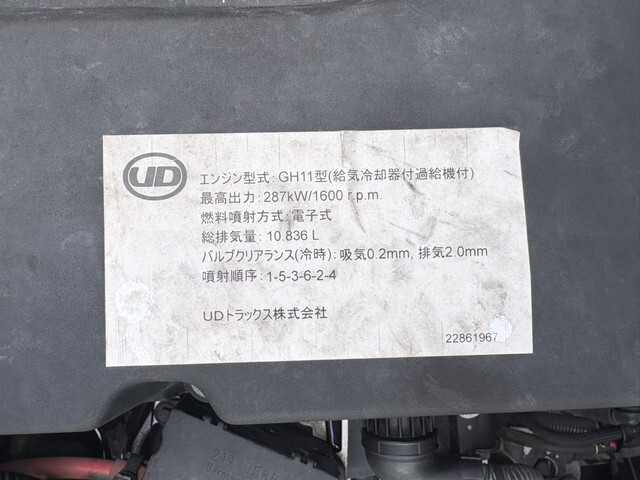 UD
エンジン型式：GH11型(給気冷却器付過給機付)
最高出力：287kW/1600 r.p.m.
燃料噴射方式：電子式
総排気量：10.836 L
バルブクリアランス(冷時)：吸気0.2mm, 排気2.0mm
噴射順序：1-5-3-6-2-4
UDトラックス株式会社
22861967